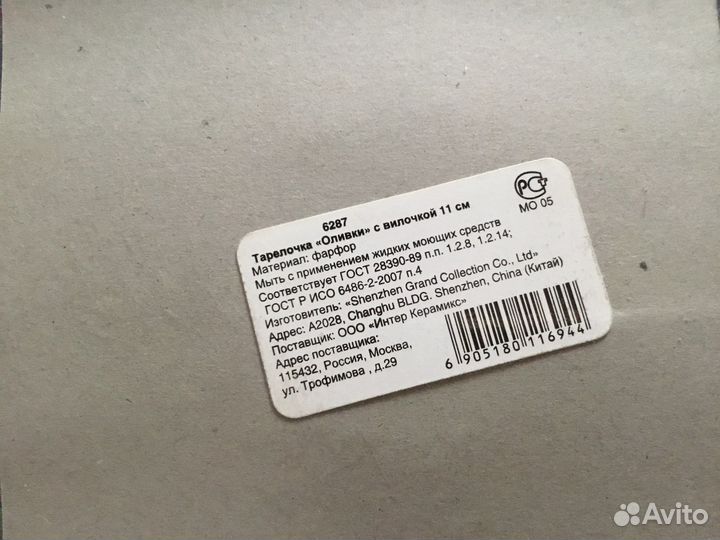 6287
Тарелочка «Оливки» с вилочкой 11 см
Материал: фарфор
Мыть с применением жидких моющих средств
Соответствует ГОСТ 28390-89 п.п. 1.2.8, 1.2.14;
ГОСТ Р ИСО 6486-2-2007 п.4
Изготовитель: «Shenzhen Grand Collection Co., Ltd»
Адрес: A2028, Changhu BLDG. Shenzhen, China (Китай)
Поставщик: ООО «Интер Керамикс»
Адрес поставщика:
115432, Россия, Москва,
ул. Трофимова , д.29
РСТ
МО 05
6 905180 116944
Avito